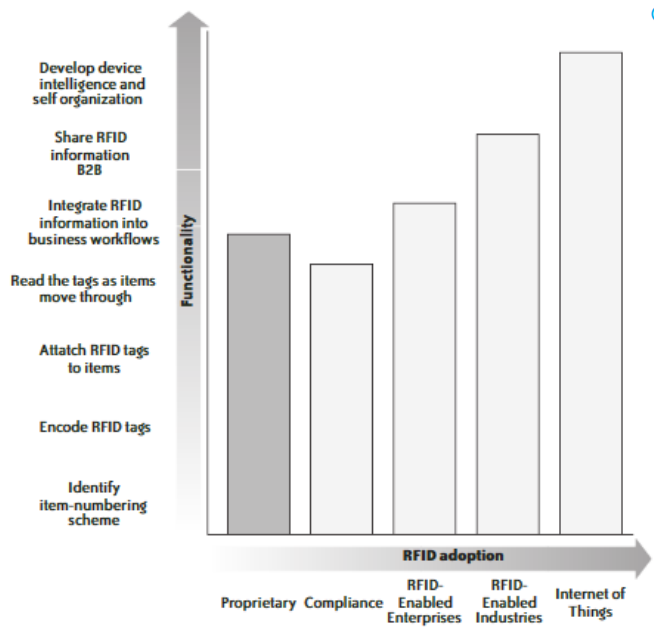 Develop device
intelligence and
self organization
Share RFID
information
B2B
Integrate RFID
information into
business workflows
Read the tags as items
move through
Attatch RFID tags
to items
Encode RFID tags
Identify
item-numbering
scheme
Functionality
RFID adoption
Proprietary
Compliance
RFID-
Enabled
Enterprises
RFID-
Enabled
Industries
Internet of
Things